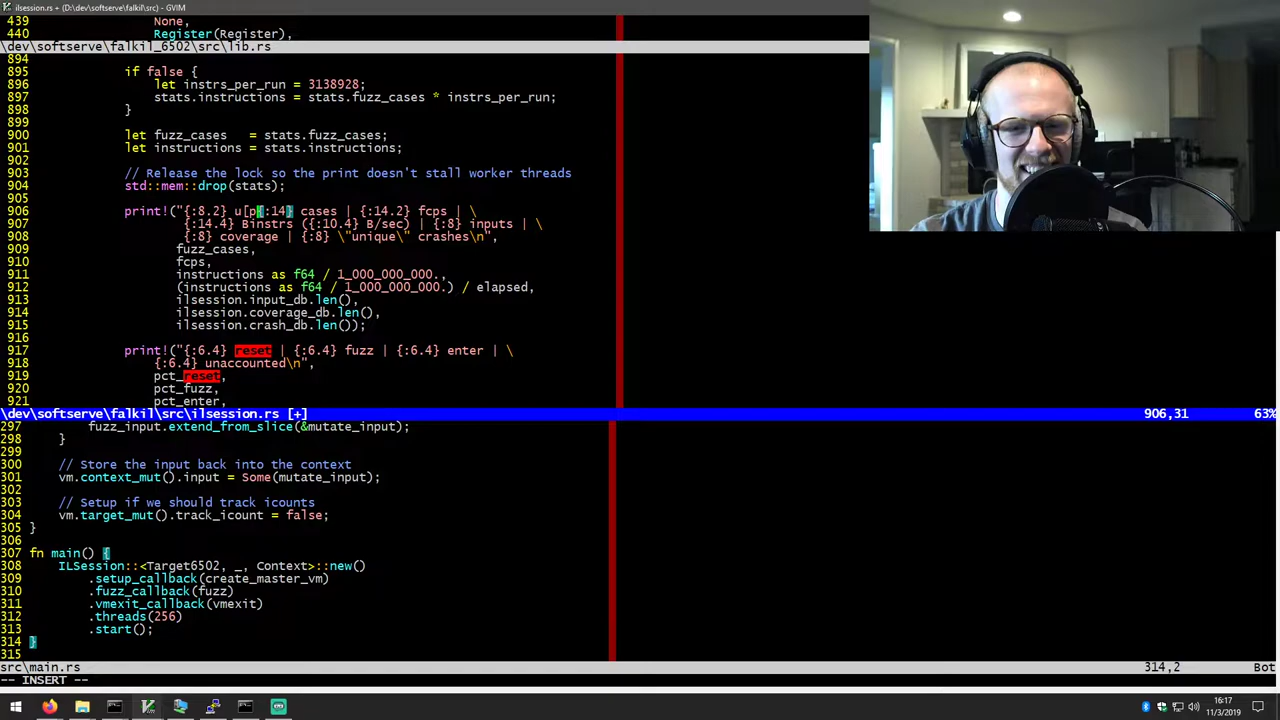 ilsession.rs + (D:\dev\softserve\falkil\src) - GVIM
439                 None,
440                 Register(Register),
\dev\softserve\falkil_6502\src\lib.rs
894
895             if false {
896                 let instrs_per_run = 3138928;
897                 stats.instructions = stats.fuzz_cases * instrs_per_run;
898             }
899
900             let fuzz_cases   = stats.fuzz_cases;
901             let instructions = stats.instructions;
902
903             // Release the lock so the print doesn't stall worker threads
904             std::mem::drop(stats);
905
906             print!("{:8.2} u[p{:14} cases | {:14.2} fcps | \
907                     {:14.4} Binstrs ({:10.4} B/sec) | {:8} inputs | \
908                     {:8} coverage | {:8} \"unique\" crashes\n",
909                    fuzz_cases,
910                    fcps,
911                    instructions as f64 / 1_000_000_000.,
912                    (instructions as f64 / 1_000_000_000.) / elapsed,
913                    ilsession.input_db.len(),
914                    ilsession.coverage_db.len(),
915                    ilsession.crash_db.len());
916
917             print!("{:6.4} reset | {:6.4} fuzz | {:6.4} enter | \
918                 {:6.4} unaccounted\n",
919                 pct_reset,
920                 pct_fuzz,
921                 pct_enter,
\dev\softserve\falkil\src\ilsession.rs [+] 906,31 63%
297         fuzz_input.extend_from_slice(&mutate_input);
298     }
299
300     // Store the input back into the context
301     vm.context_mut().input = Some(mutate_input);
302
303     // Setup if we should track icounts
304     vm.target_mut().track_icount = false;
305 }
306
307 fn main() {
308     ILSession::<Target6502, _, Context>::new()
309         .setup_callback(create_master_vm)
310         .fuzz_callback(fuzz)
311         .vmexit_callback(vmexit)
312         .threads(256)
313         .start();
314 }
315
src\main.rs 314,2 Bot
-- INSERT --
16:17
11/3/2019